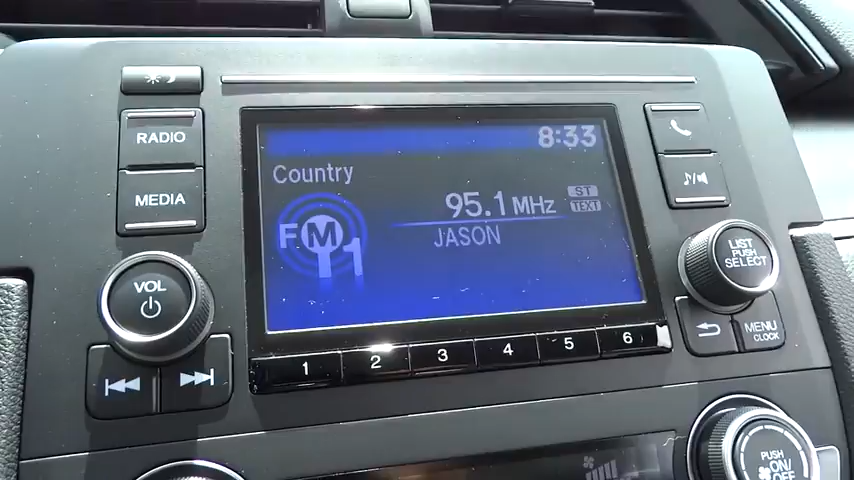 8:33
RADIO
Country
95.1 MHz
ST
TEXT
MEDIA
FM1
JASON
LIST
PUSH
SELECT
VOL
MENU
CLOCK
1 2 3 4 5 6
PUSH
ON/
OFF